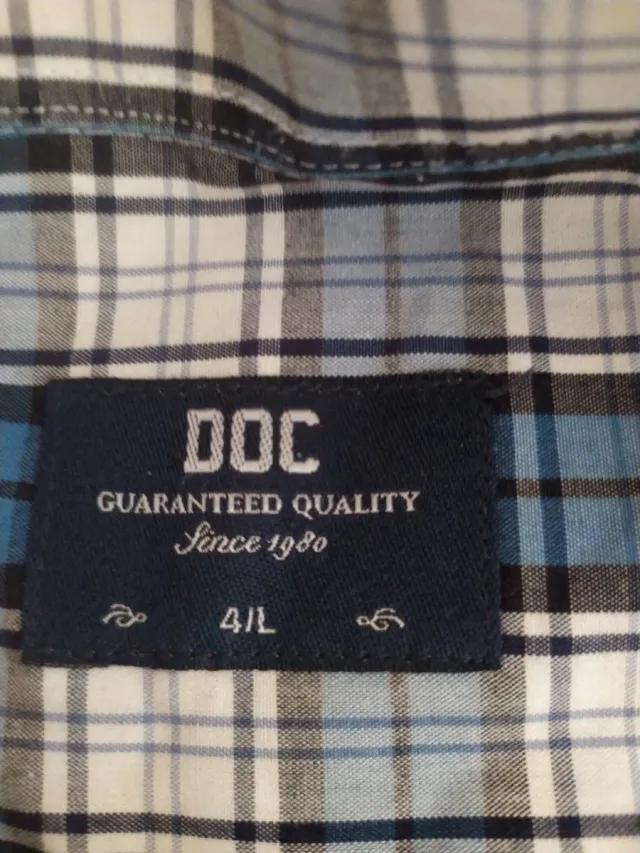 DOC
GUARANTEED QUALITY
Since 1980
4/L